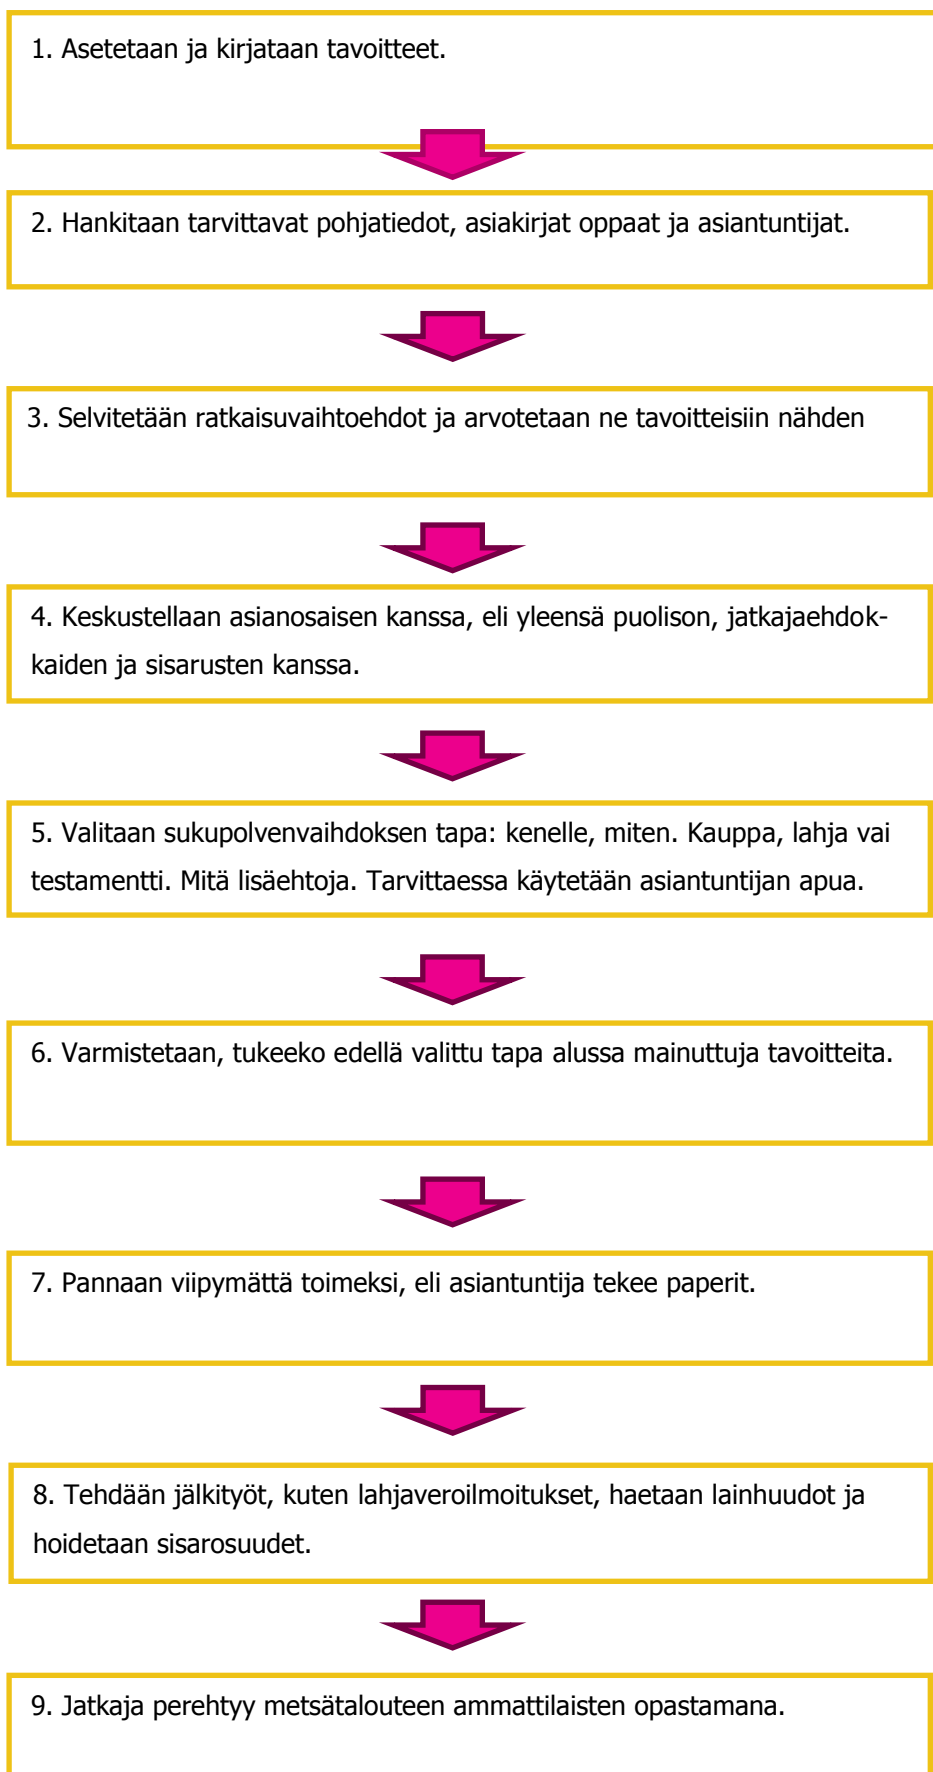 1. Asetetaan ja kirjataan tavoitteet.
2. Hankitaan tarvittavat pohjatiedot, asiakirjat oppaat ja asiantuntijat.
3. Selvitetään ratkaisuvaihtoehdot ja arvotetaan ne tavoitteisiin nähden
4. Keskustellaan asianosaisen kanssa, eli yleensä puolison, jatkajaehdok-
kaiden ja sisarusten kanssa.
5. Valitaan sukupolvenvaihdoksen tapa: kenelle, miten. Kauppa, lahja vai
testamentti. Mitä lisäehtoja. Tarvittaessa käytetään asiantuntijan apua.
6. Varmistetaan, tukeeko edellä valittu tapa alussa mainuttuja tavoitteita.
7. Pannaan viipymättä toimeksi, eli asiantuntija tekee paperit.
8. Tehdään jälkityöt, kuten lahjaveroilmoitukset, haetaan lainhuudot ja
hoidetaan sisarosuudet.
9. Jatkaja perehtyy metsätalouteen ammattilaisten opastamana.